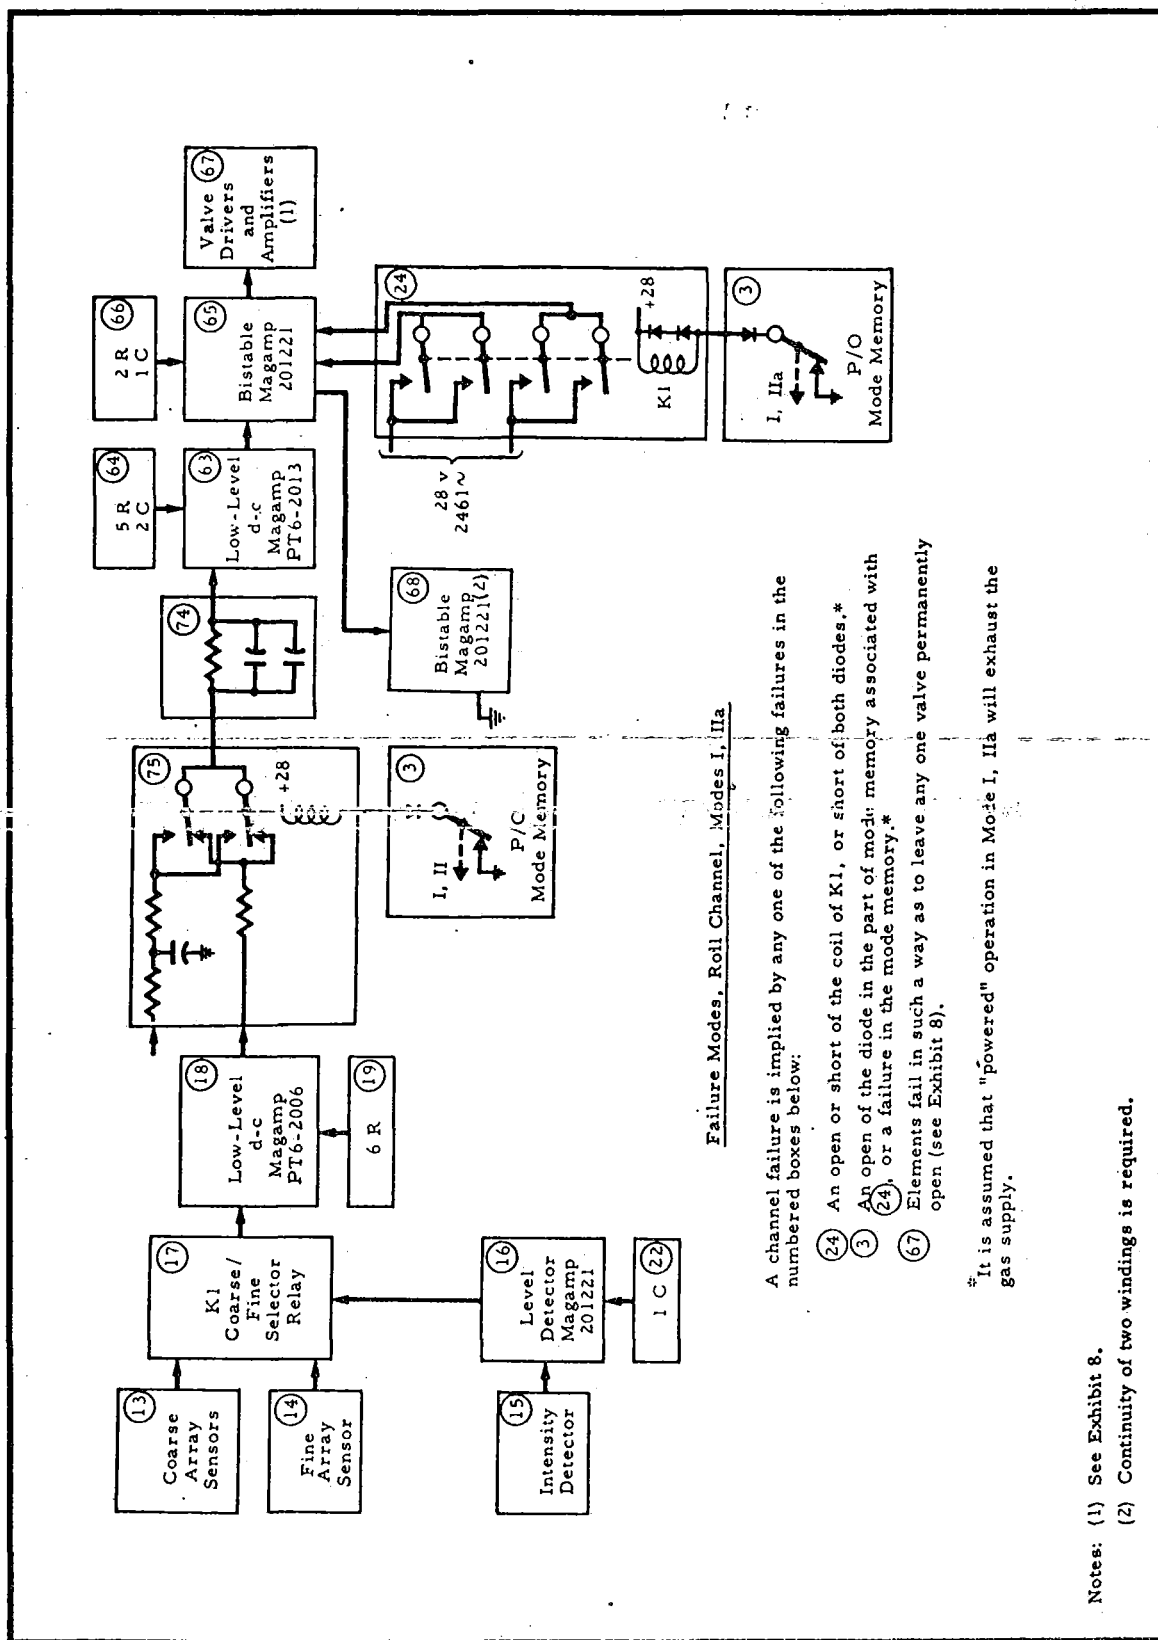 13
Coarse
Array
Sensors
14
Fine
Array
Sensor
15
Intensity
Detector
17
K1
Coarse/
Fine
Selector
Relay
16
Level
Detector
Magamp
201221
1 C 22
18
Low-Level
d-c
Magamp
PT6-2006
6 R 19
75
+28
3
I, II
P/O
Mode Memory
74
5 R 64
2 C
63
Low-Level
d-c
Magamp
PT6-2013
68
Bistable
Magamp
201221(2)
2 R 66
1 C
65
Bistable
Magamp
201221
Valve 67
Drivers
and
Amplifiers
(1)
28 v
2461~
24
+28
K1
3
I, IIa
P/O
Mode Memory
Failure Modes, Roll Channel, Modes I, IIa
A channel failure is implied by any one of the following failures in the
numbered boxes below:
24 An open or short of the coil of K1, or short of both diodes.*
3 An open of the diode in the part of mode memory associated with
24, or a failure in the mode memory.*
67 Elements fail in such a way as to leave any one valve permanently
open (see Exhibit 8).
*It is assumed that "powered" operation in Mode I, IIa will exhaust the
gas supply.
Notes: (1) See Exhibit 8.
(2) Continuity of two windings is required.